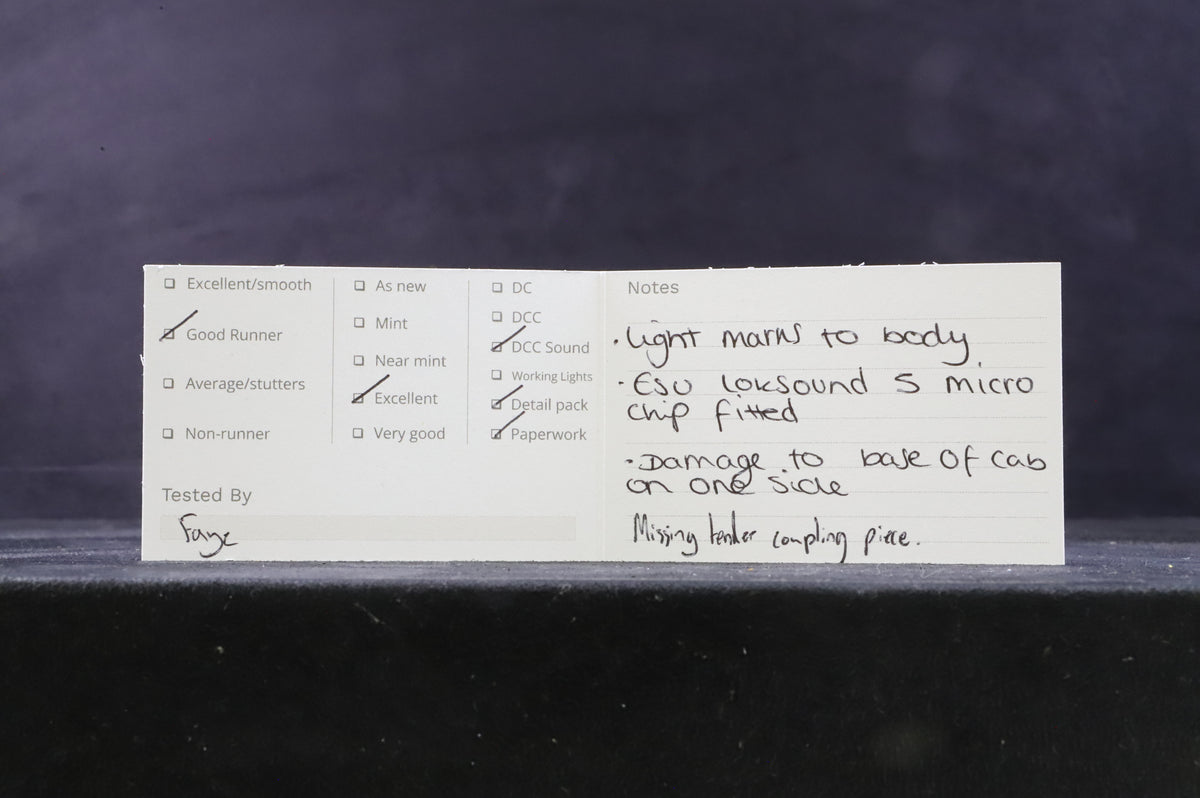 Excellent/smooth
Good Runner
Average/stutters
Non-runner
As new
Mint
Near mint
Excellent
Very good
DC
DCC
DCC Sound
Working Lights
Detail pack
Paperwork
Tested By
Faye
Notes
· Light marks to body
· ESU Loksound 5 micro
chip fitted
· Damage to base of cab
on one side
Missing tender coupling piece.